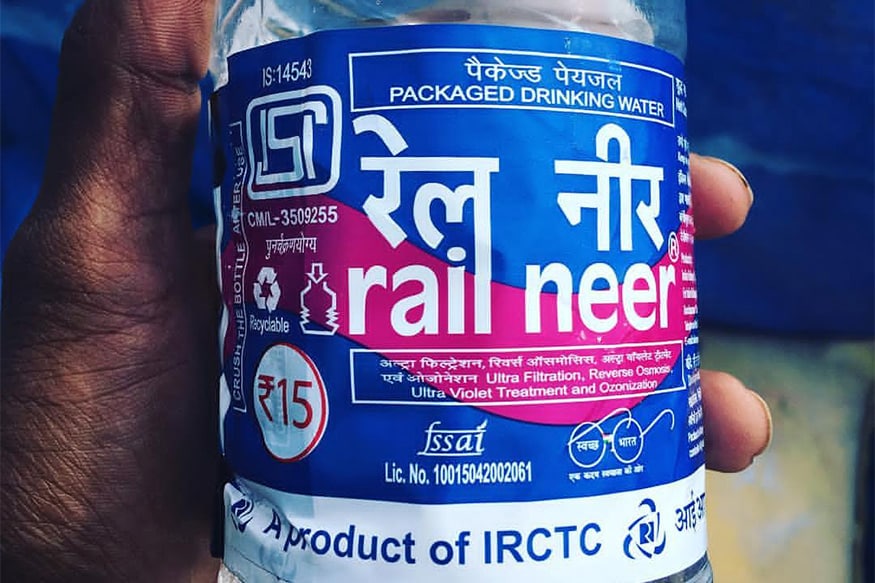 IS:14543
पैकेज्ड पेयजल
PACKAGED DRINKING WATER
CM/L-3509255
पुनर्चक्रणयोग्य
Recyclable
CRUSH THE BOTTLE AFTER USE
₹15
रेल नीर
rail neer®
अल्ट्रा फिल्ट्रेशन, रिवर्स ऑसमोसिस, अल्ट्रा वॉयलेट ट्रीटमेंट
एवं ओजोनेशन Ultra Filtration, Reverse Osmosis,
Ultra Violet Treatment and Ozonization
fssai
Lic. No. 10015042002061
स्वच्छ भारत
एक कदम स्वच्छता की ओर
A product of IRCTC